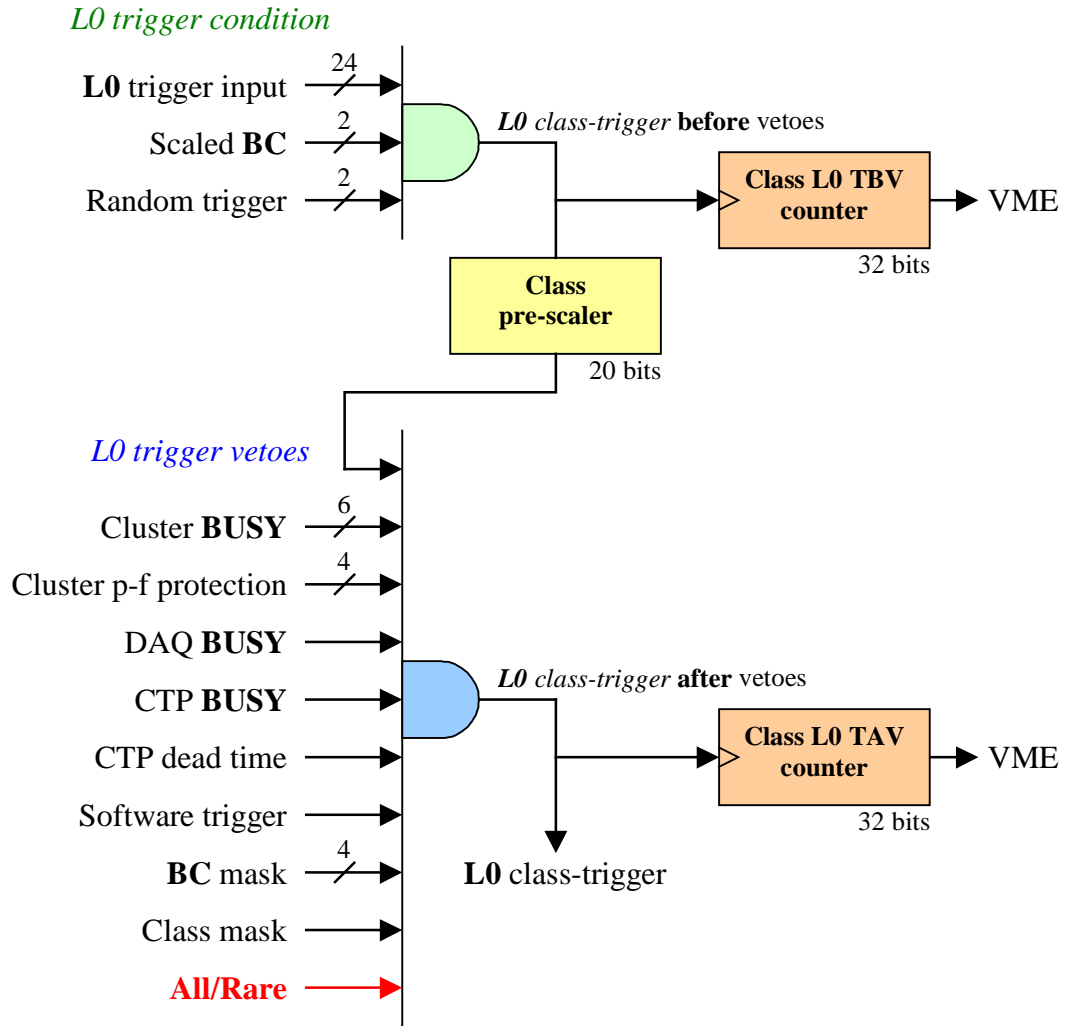 L0 trigger condition
24
L0 trigger input
2
Scaled BC
2
Random trigger
L0 class-trigger before vetoes
Class L0 TBV
counter
VME
32 bits
Class
pre-scaler
20 bits
L0 trigger vetoes
6
Cluster BUSY
4
Cluster p-f protection
DAQ BUSY
CTP BUSY
CTP dead time
Software trigger
4
BC mask
Class mask
All/Rare
L0 class-trigger after vetoes
Class L0 TAV
counter
VME
32 bits
L0 class-trigger